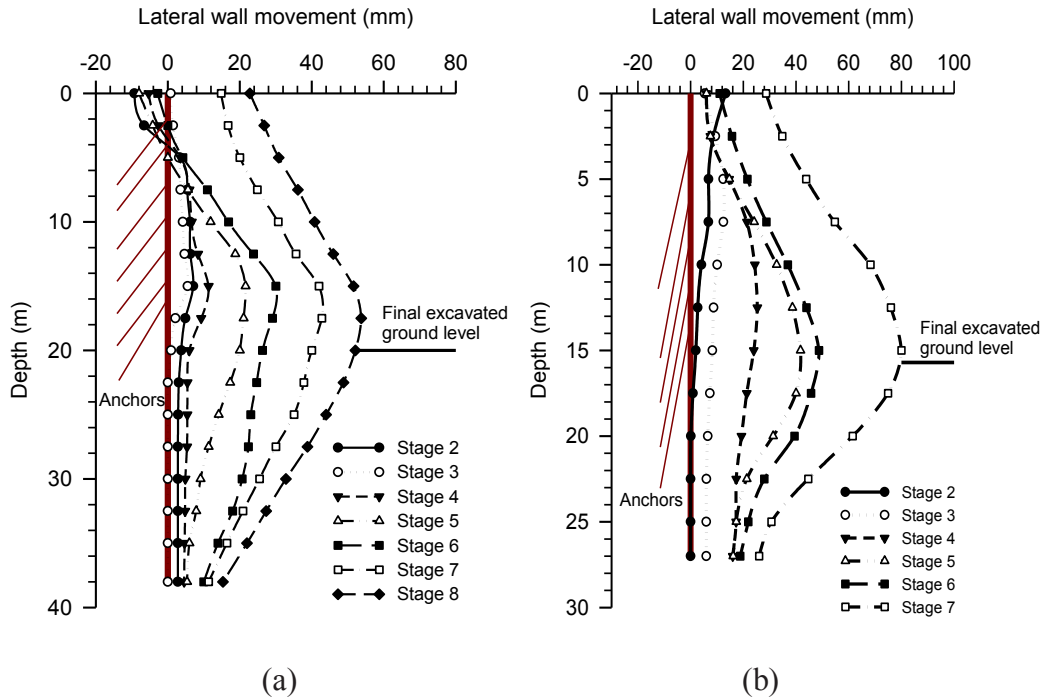 Lateral wall movement (mm)
-20 0 20 40 60 80
0
10
20
30
40
Depth (m)
Anchors
Final excavated
ground level
Stage 2
Stage 3
Stage 4
Stage 5
Stage 6
Stage 7
Stage 8
(a)
Lateral wall movement (mm)
-20 0 20 40 60 80 100
0
5
10
15
20
25
30
Depth (m)
Anchors
Final excavated
ground level
Stage 2
Stage 3
Stage 4
Stage 5
Stage 6
Stage 7
(b)